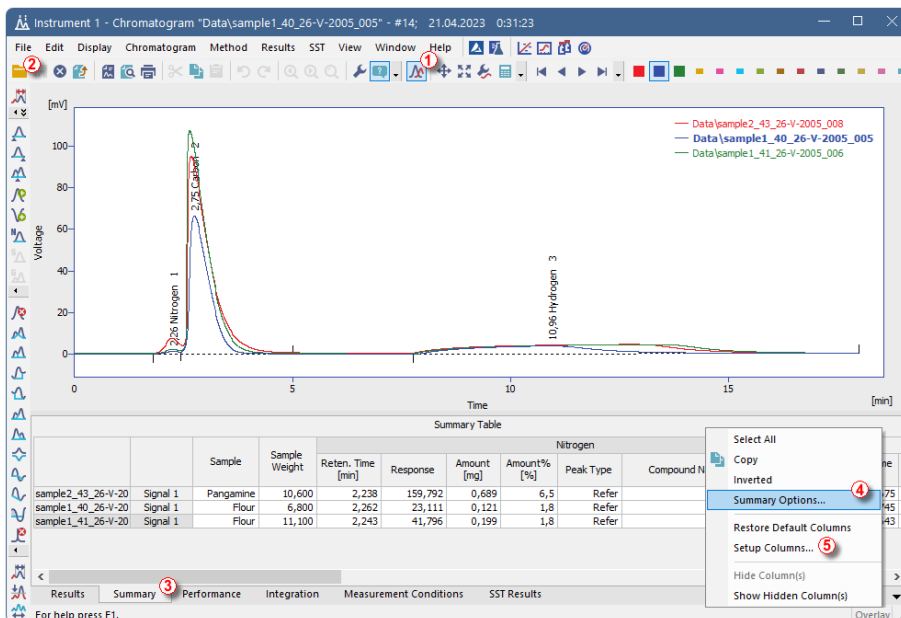 Instrument 1 - Chromatogram "Data\sample1_40_26-V-2005_005" - #14; 21.04.2023 0:31:23
File Edit Display Chromatogram Method Results SST View Window Help
1
2
[mV]
Data\sample2_43_26-V-2005_008
Data\sample1_40_26-V-2005_005
Data\sample1_41_26-V-2005_006
100
80
60
40
20
0
Voltage
2,26 Nitrogen 1
2,75 Carbon 2
10,96 Hydrogen 3
0 5 10 15
[min]
Time
Summary Table
Nitrogen
Sample Sample Weight Reten. Time [min] Response Amount [mg] Amount% [%] Peak Type Compound N
sample2_43_26-V-20 Signal 1 Pangamine 10,600 2,238 159,792 0,689 6,5 Refer
sample1_40_26-V-20 Signal 1 Flour 6,800 2,262 23,111 0,121 1,8 Refer
sample1_41_26-V-20 Signal 1 Flour 11,100 2,243 41,796 0,199 1,8 Refer
Select All
Copy
Inverted
Summary Options... 4
Restore Default Columns
Setup Columns... 5
Hide Column(s)
Show Hidden Column(s)
Results Summary 3 Performance Integration Measurement Conditions SST Results
For help press F1.
Overlay